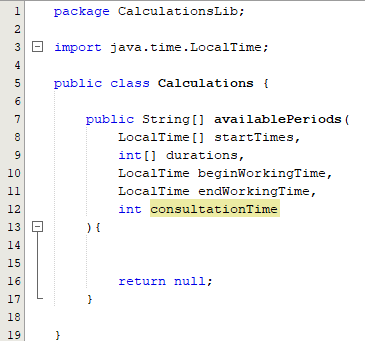 1 package CalculationsLib;
2
3 import java.time.LocalTime;
4
5 public class Calculations {
6
7 public String[] availablePeriods(
8 LocalTime[] startTimes,
9 int[] durations,
10 LocalTime beginWorkingTime,
11 LocalTime endWorkingTime,
12 int consultationTime
13 ){
14
15
16 return null;
17 }
18
19 }